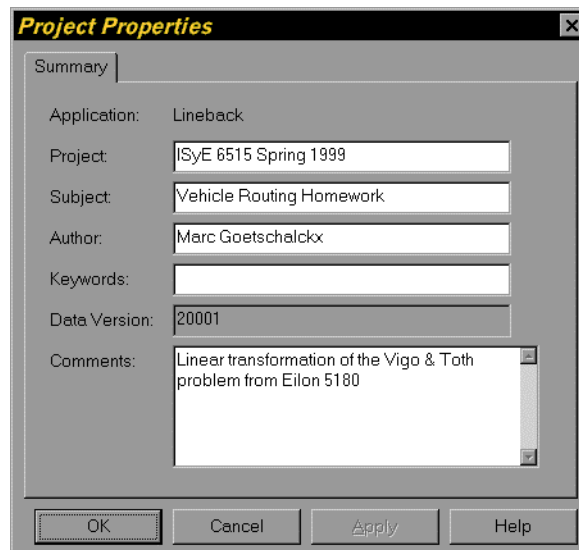 Project Properties
Summary
Application: Lineback
Project: ISyE 6515 Spring 1999
Subject: Vehicle Routing Homework
Author: Marc Goetschalckx
Keywords:
Data Version: 20001
Comments: Linear transformation of the Vigo & Toth
problem from Eilon 5180
OK Cancel Apply Help